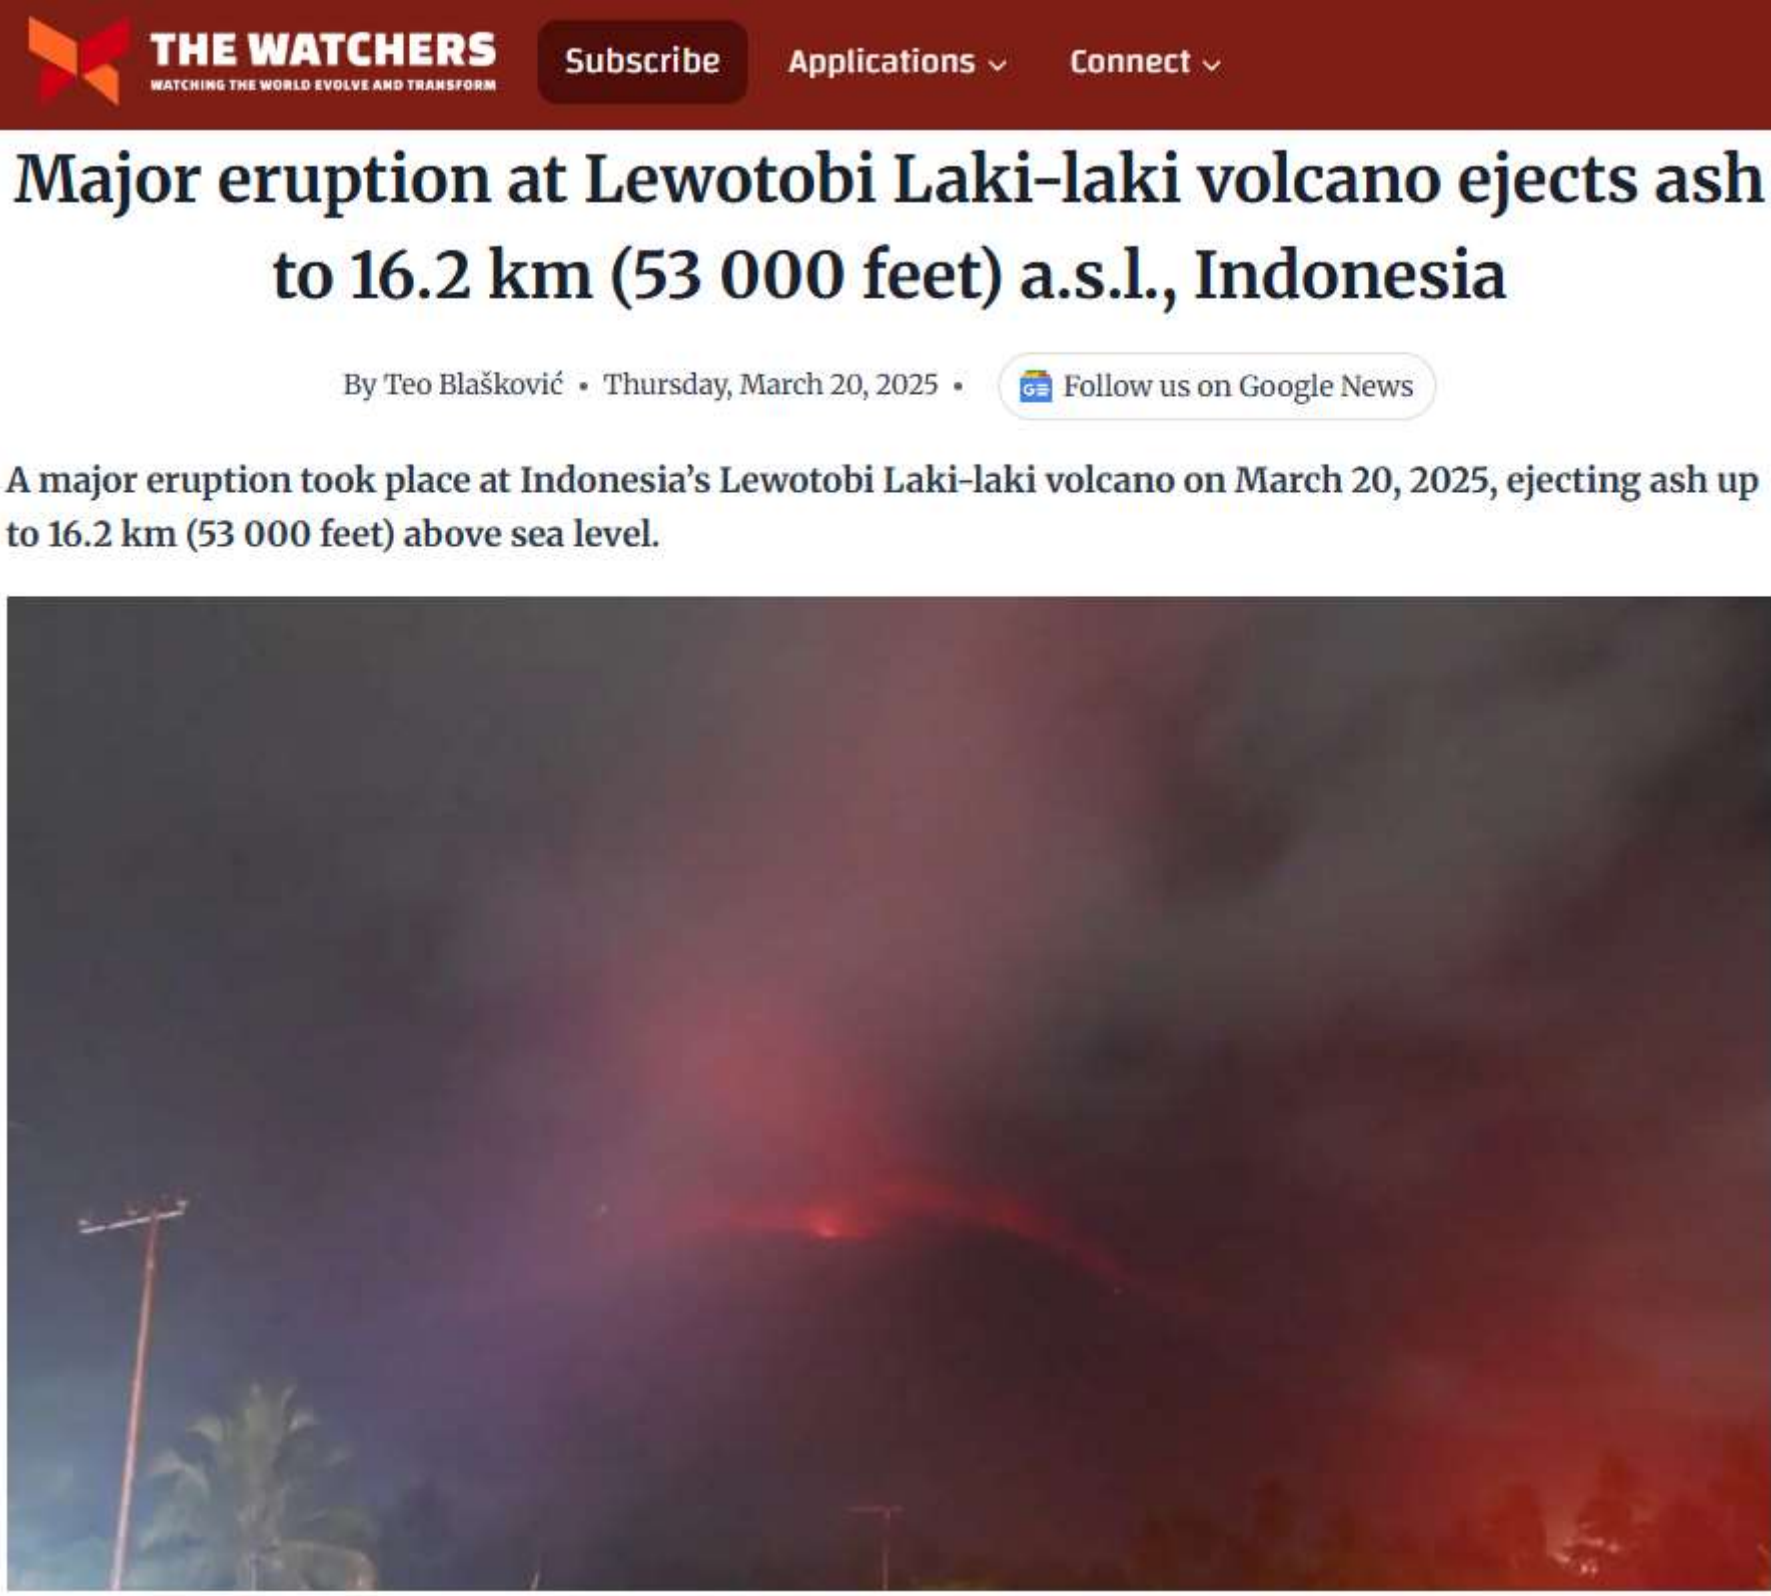 THE WATCHERS
WATCHING THE WORLD EVOLVE AND TRANSFORM
Subscribe
Applications
Connect
Major eruption at Lewotobi Laki-laki volcano ejects ash
to 16.2 km (53 000 feet) a.s.l., Indonesia
By Teo Blašković • Thursday, March 20, 2025 •
GE Follow us on Google News
A major eruption took place at Indonesia’s Lewotobi Laki-laki volcano on March 20, 2025, ejecting ash up
to 16.2 km (53 000 feet) above sea level.